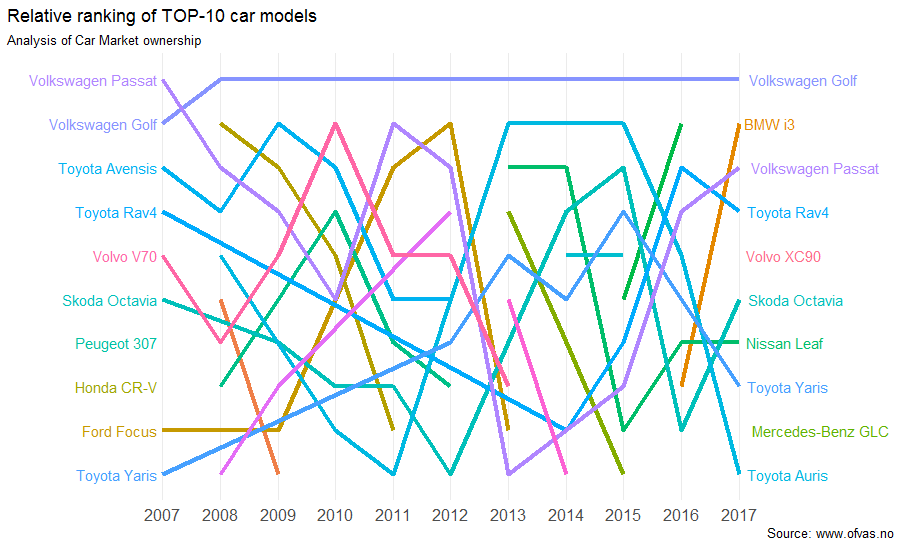 Relative ranking of TOP-10 car models
Analysis of Car Market ownership
Volkswagen Passat
Volkswagen Golf
Toyota Avensis
Toyota Rav4
Volvo V70
Skoda Octavia
Peugeot 307
Honda CR-V
Ford Focus
Toyota Yaris
Volkswagen Golf
BMW i3
Volkswagen Passat
Toyota Rav4
Volvo XC90
Skoda Octavia
Nissan Leaf
Toyota Yaris
Mercedes-Benz GLC
Toyota Auris
2007 2008 2009 2010 2011 2012 2013 2014 2015 2016 2017
Source: www.ofvas.no